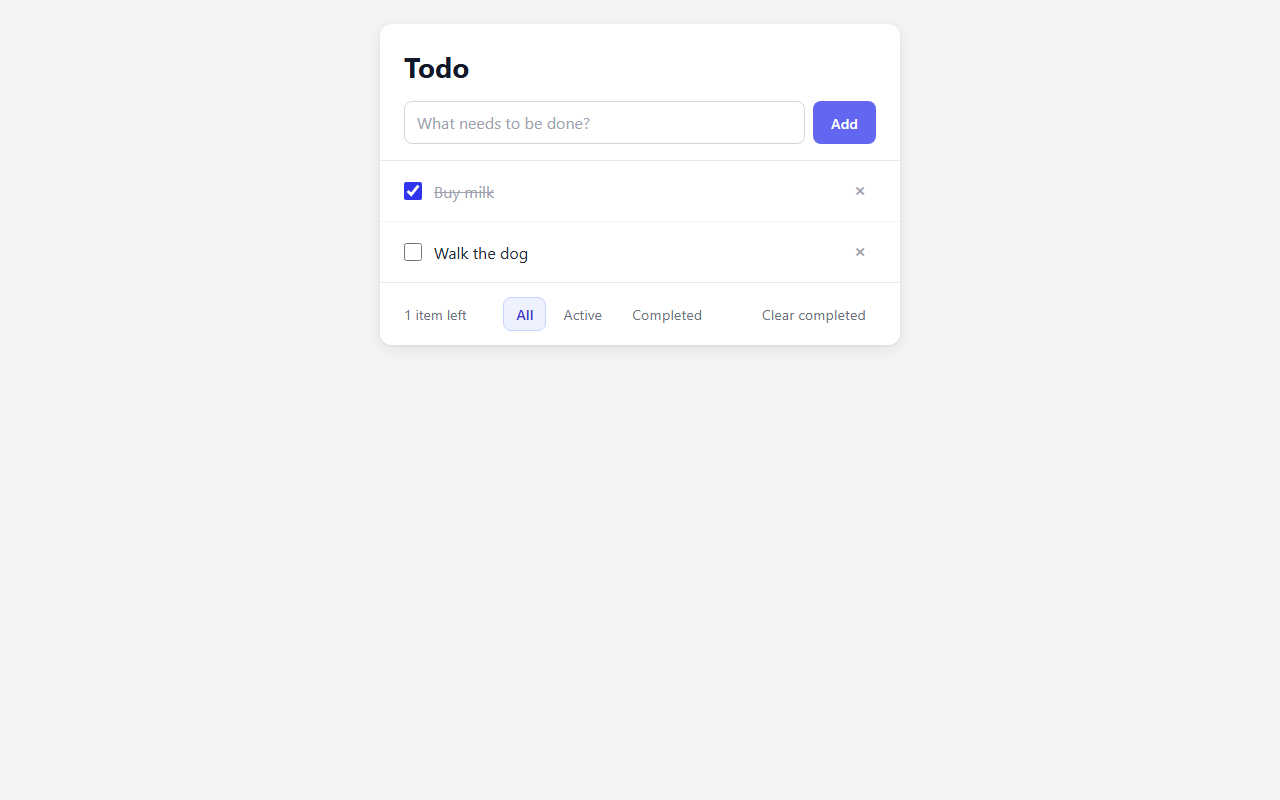 Todo
What needs to be done?
Add
Buy milk
×
Walk the dog
×
1 item left
All
Active
Completed
Clear completed